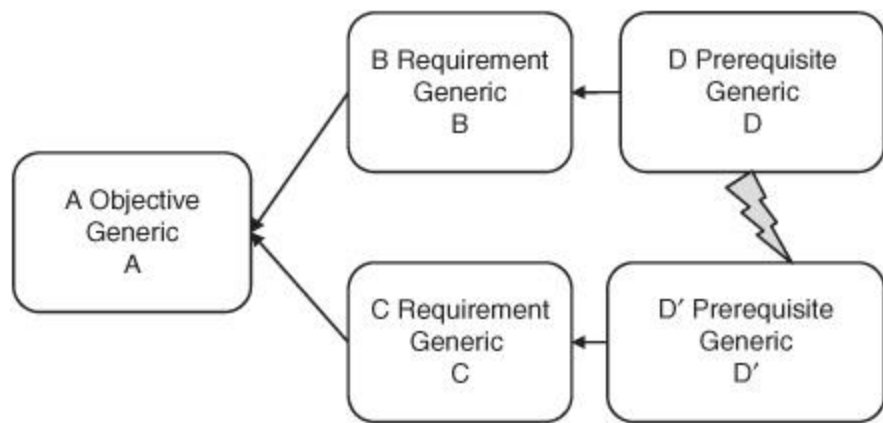 B Requirement
Generic
B
D Prerequisite
Generic
D
A Objective
Generic
A
C Requirement
Generic
C
D′ Prerequisite
Generic
D′